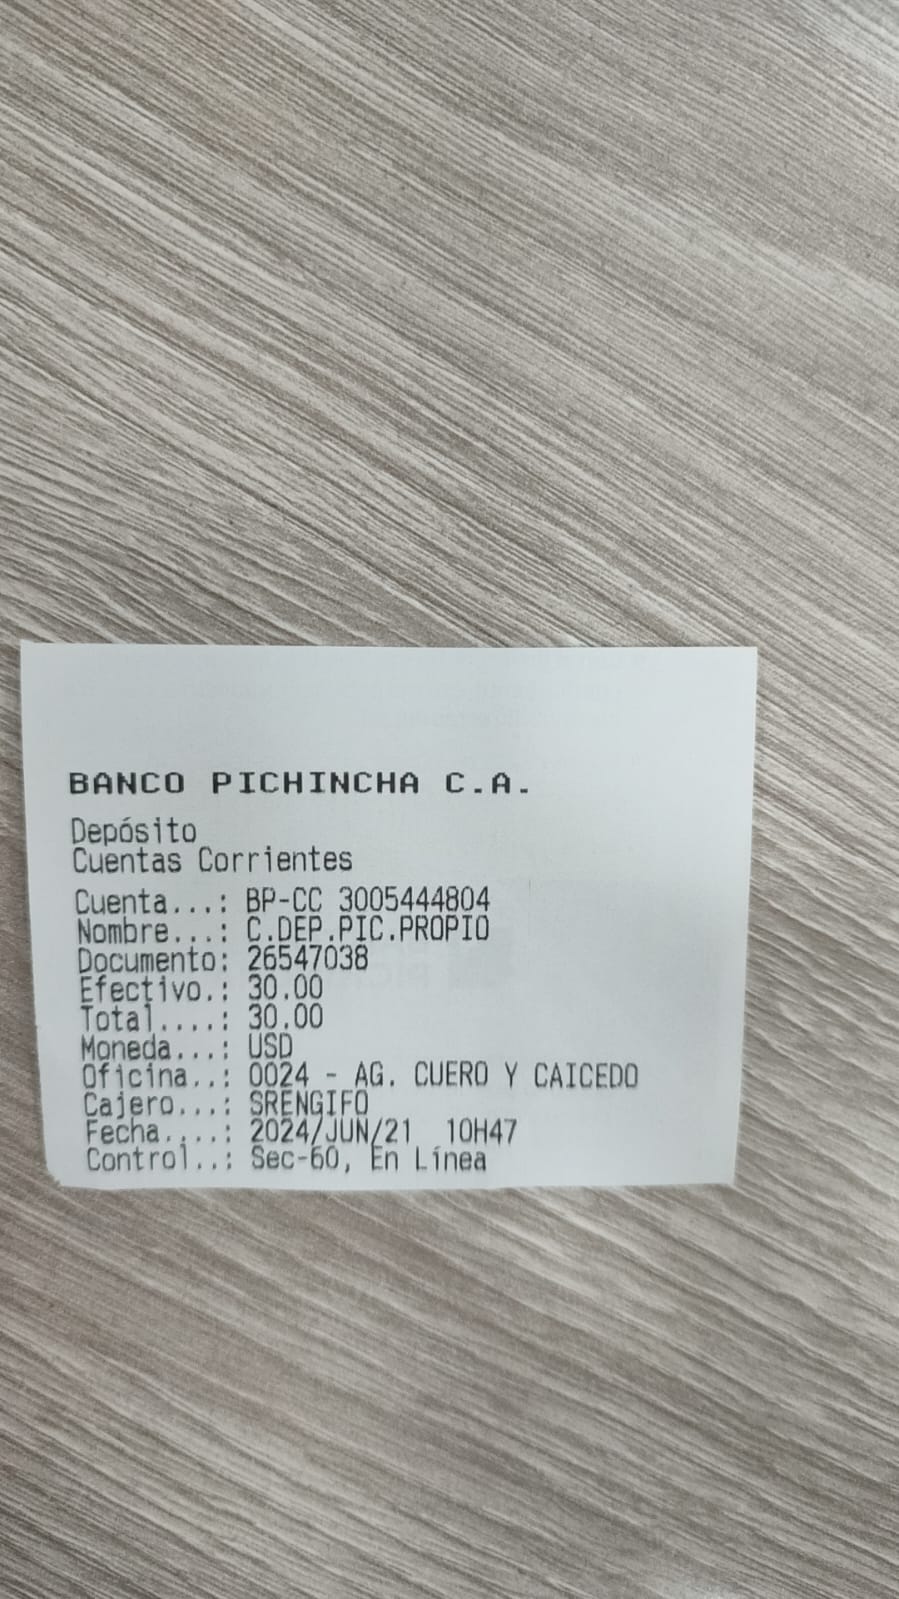 BANCO PICHINCHA C.A.
Depósito
Cuentas Corrientes
Cuenta...: BP-CC 3005444804
Nombre...: C.DEP.PIC.PROPIO
Documento: 26547038
Efectivo.: 30.00
Total....: 30.00
Moneda...: USD
Oficina..: 0024 - AG. CUERO Y CAICEDO
Cajero...: SRENGIFO
Fecha....: 2024/JUN/21  10H47
Control..: Sec-60, En Línea